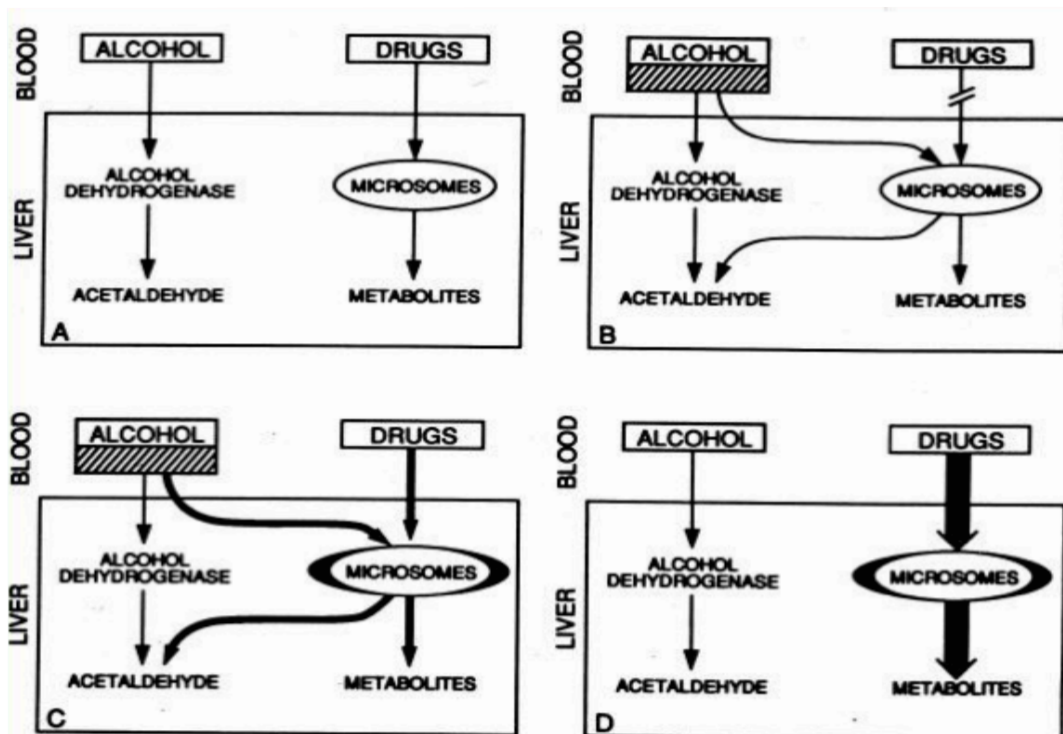 BLOOD
ALCOHOL
DRUGS
LIVER
ALCOHOL
DEHYDROGENASE
MICROSOMES
ACETALDEHYDE
METABOLITES
A
BLOOD
ALCOHOL
DRUGS
LIVER
ALCOHOL
DEHYDROGENASE
MICROSOMES
ACETALDEHYDE
METABOLITES
B
BLOOD
ALCOHOL
DRUGS
LIVER
ALCOHOL
DEHYDROGENASE
MICROSOMES
ACETALDEHYDE
METABOLITES
C
BLOOD
ALCOHOL
DRUGS
LIVER
ALCOHOL
DEHYDROGENASE
MICROSOMES
ACETALDEHYDE
METABOLITES
D